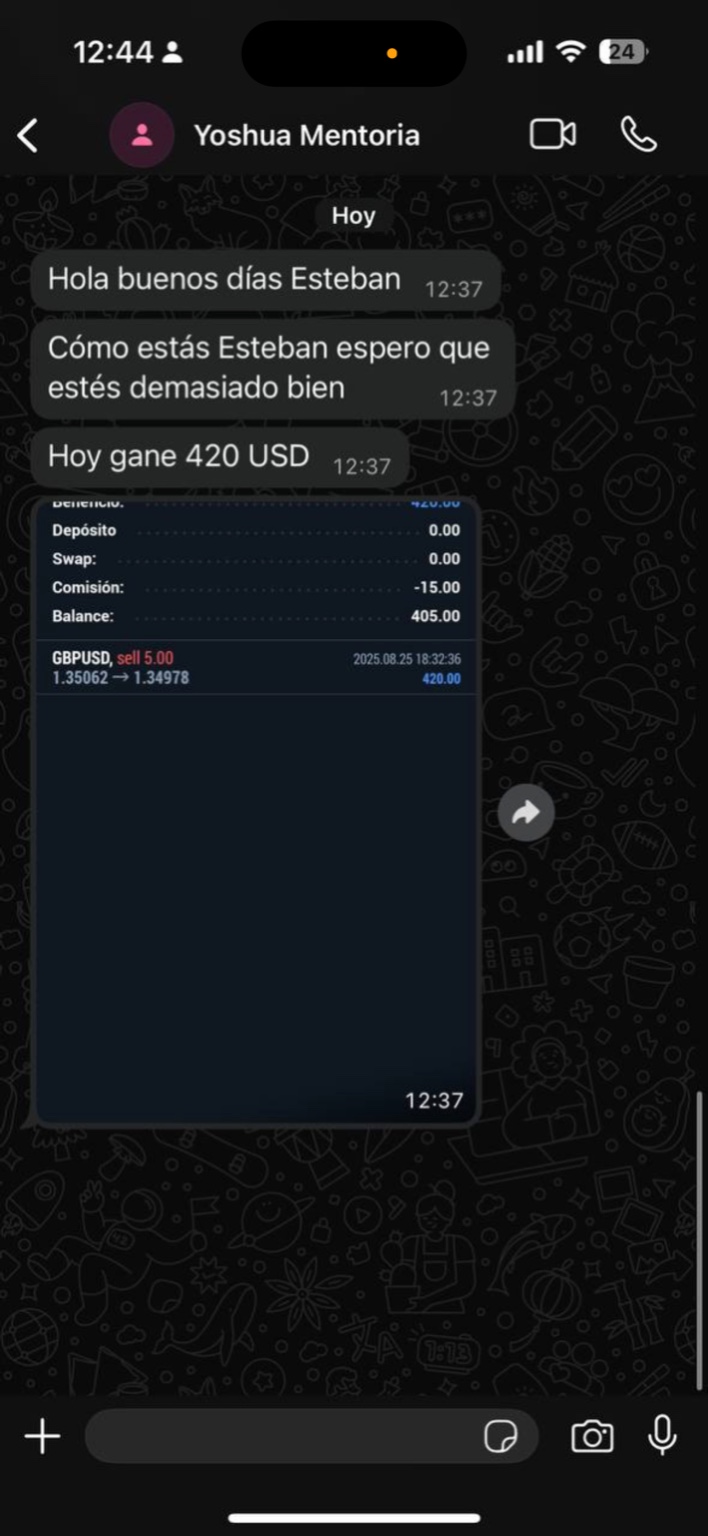 12:44
24
Yoshua Mentoria
Hoy
Hola buenos días Esteban 12:37
Cómo estás Esteban espero que
estés demasiado bien 12:37
Hoy gane 420 USD 12:37
Beneficio: 420.00
Depósito 0.00
Swap: 0.00
Comisión: -15.00
Balance: 405.00
GBPUSD, sell 5.00 2025.08.25 18:32:36
1.35062 → 1.34978 420.00
12:37